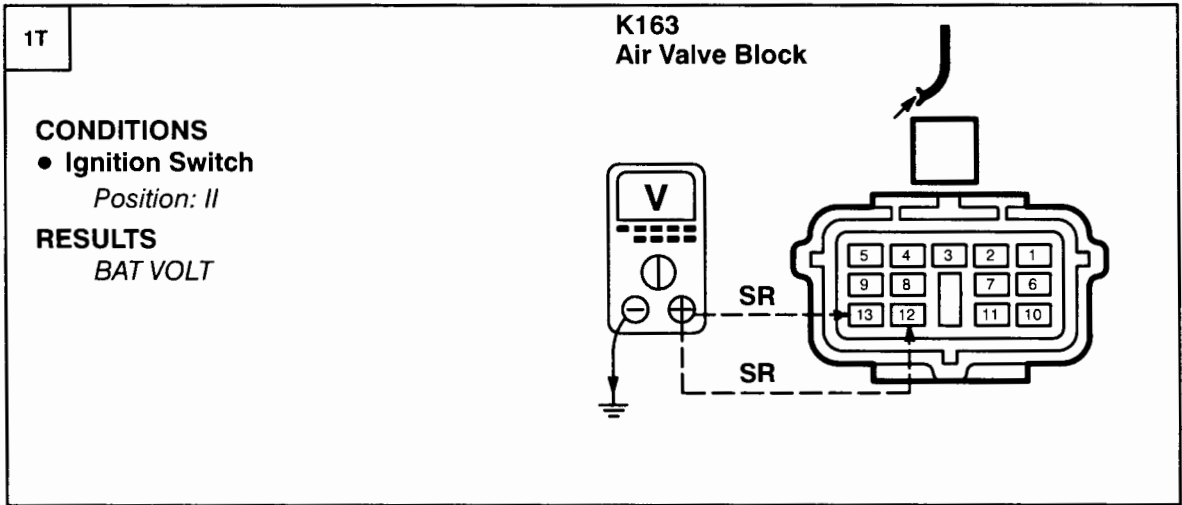 1T
K163
Air Valve Block
CONDITIONS
● Ignition Switch
Position: II
RESULTS
BAT VOLT
V
SR
SR
5 4 3 2 1
9 8 7 6
13 12 11 10